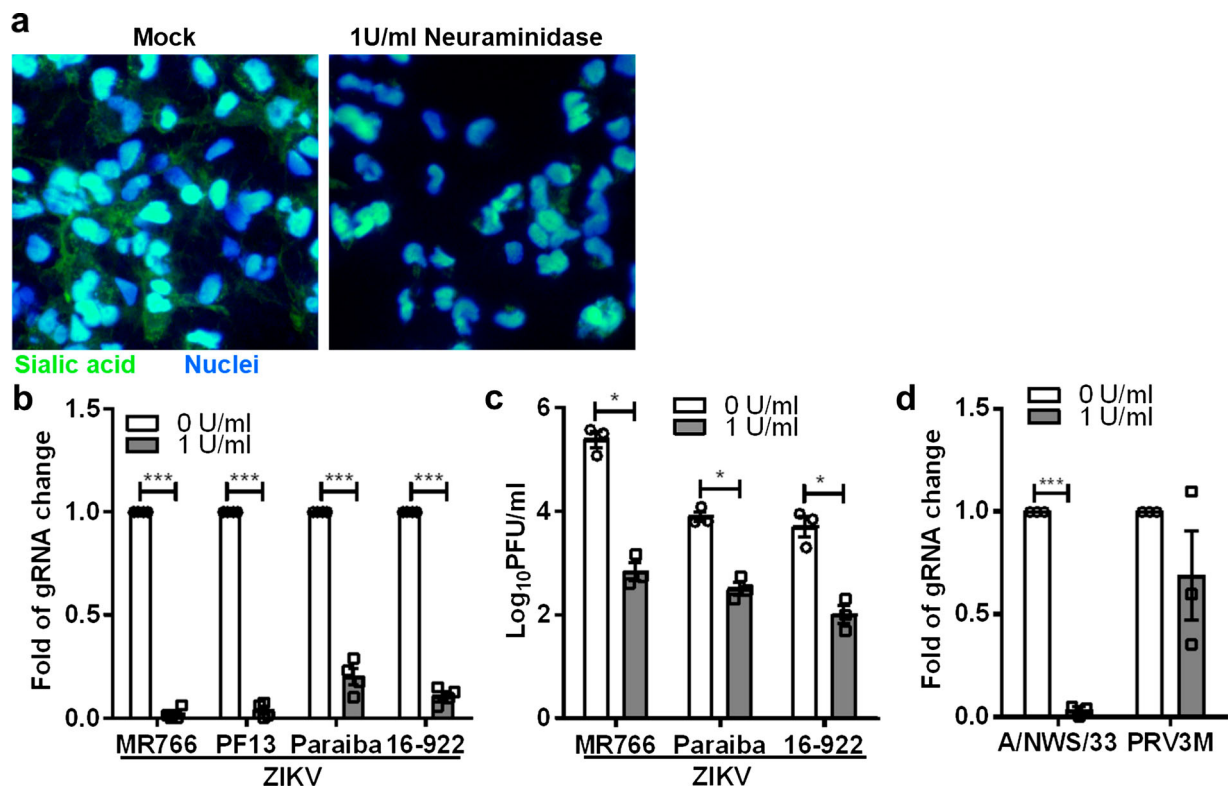 a
Mock 1U/ml Neuraminidase
Sialic acid Nuclei
b
Fold of gRNA change
1.5
1.0
0.5
0.0
0 U/ml
1 U/ml
*** *** *** ***
MR766 PF13 Paraiba 16-922
ZIKV
c
Log10PFU/ml
6
4
2
0
0 U/ml
1 U/ml
* * *
MR766 Paraiba 16-922
ZIKV
d
Fold of gRNA change
1.5
1.0
0.5
0.0
0 U/ml
1 U/ml
***
A/NWS/33 PRV3M